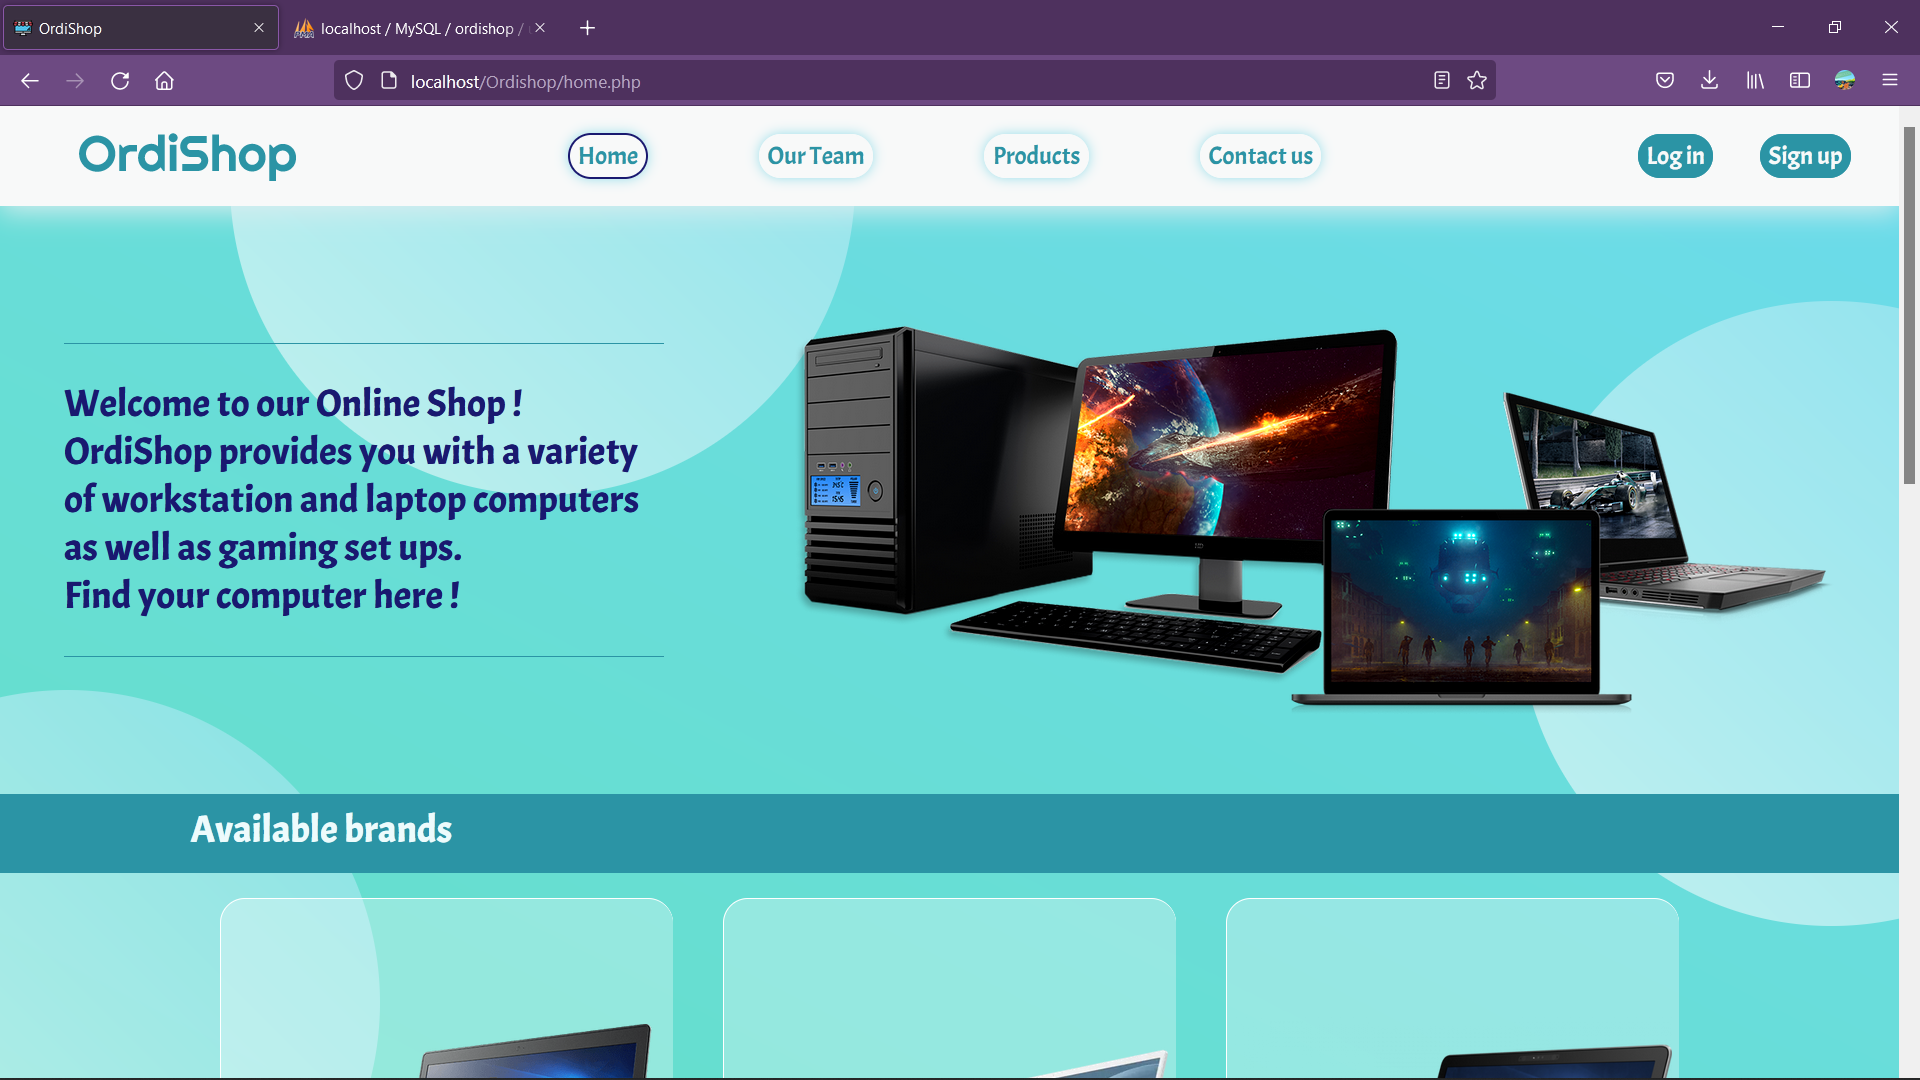 OrdiShop
localhost / MySQL / ordishop /
localhost/Ordishop/home.php
OrdiShop
Home
Our Team
Products
Contact us
Log in
Sign up
Welcome to our Online Shop !
OrdiShop provides you with a variety
of workstation and laptop computers
as well as gaming set ups.
Find your computer here !
Available brands